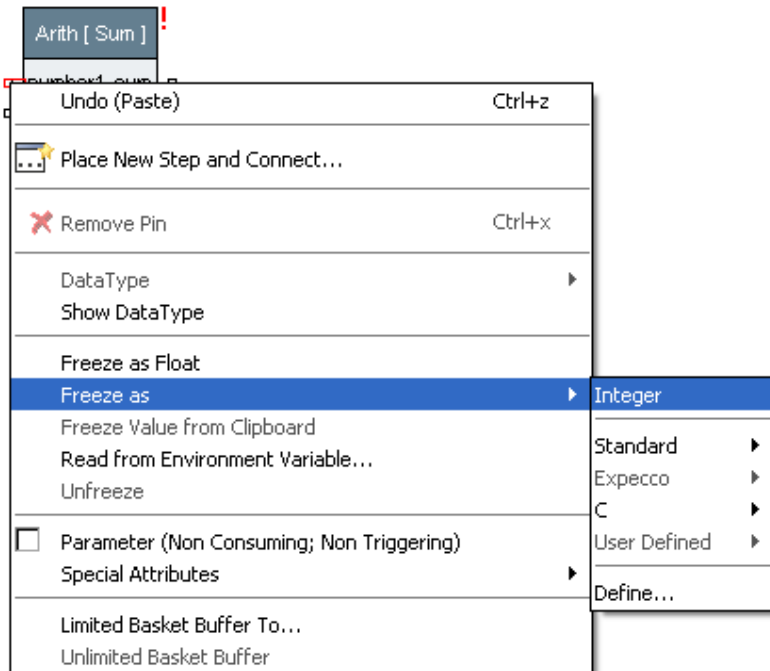 Arith [ Sum ] !
number1 sum
Undo (Paste) Ctrl+z
Place New Step and Connect...
Remove Pin Ctrl+x
DataType
Show DataType
Freeze as Float
Freeze as
Freeze Value from Clipboard
Read from Environment Variable...
Unfreeze
Parameter (Non Consuming; Non Triggering)
Special Attributes
Limited Basket Buffer To...
Unlimited Basket Buffer
Integer
Standard
Expecco
C
User Defined
Define...